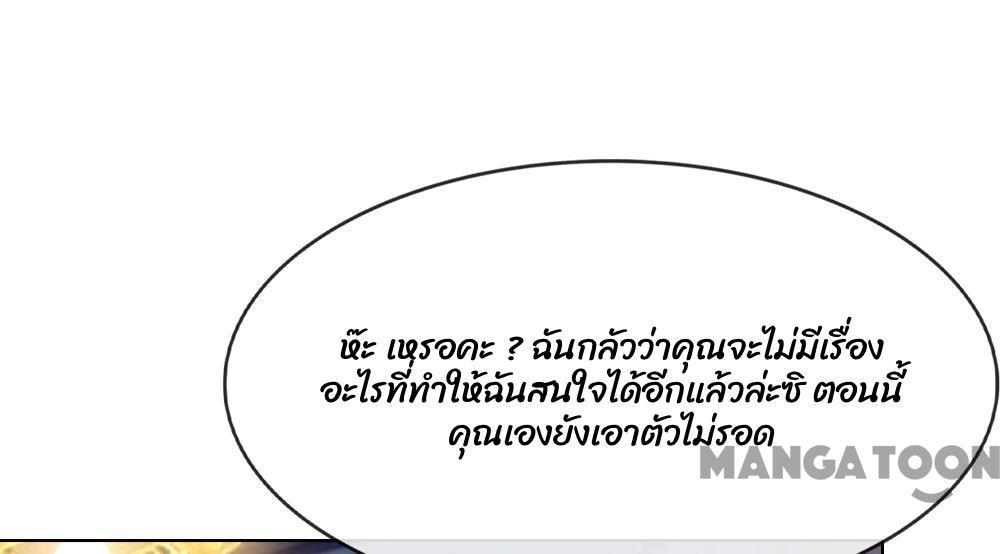 ห๊ะ เหรอคะ ? ฉันกลัวว่าคุณจะไม่มีเรื่อง
อะไรที่ทำให้ฉันสนใจได้อีกแล้วล่ะซิ ตอนนี้
คุณเองยังเอาตัวไม่รอด
MANGATOON